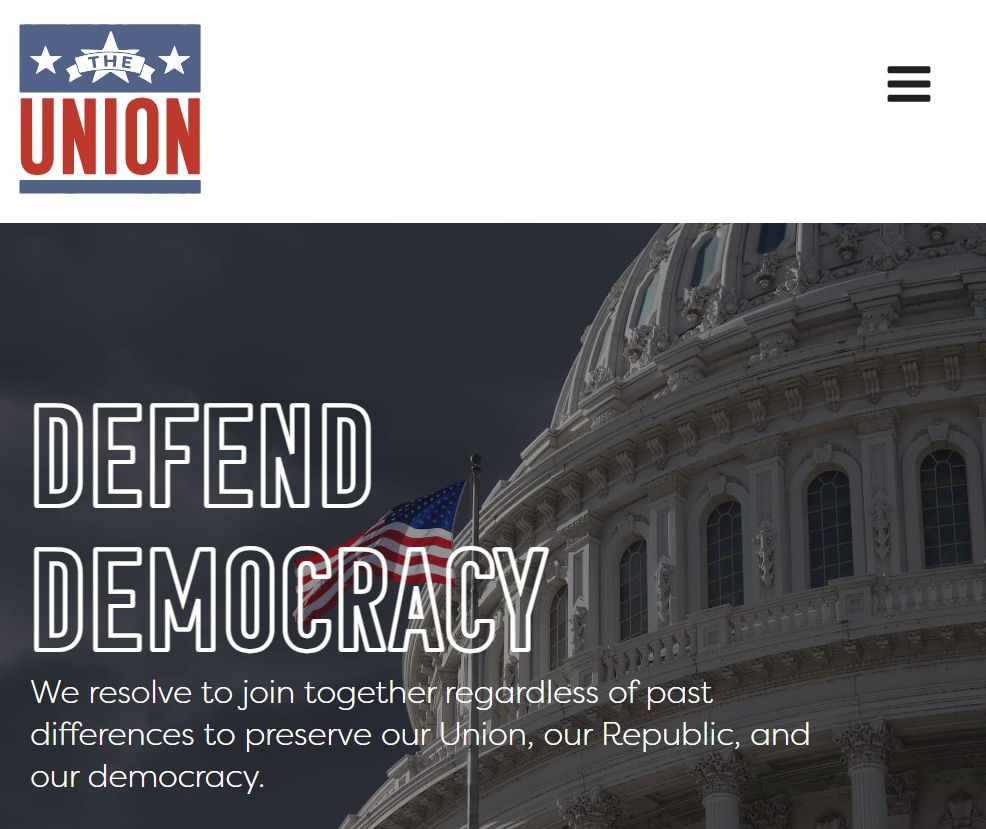 THE
UNION
DEFEND
DEMOCRACY
We resolve to join together regardless of past
differences to preserve our Union, our Republic, and
our democracy.